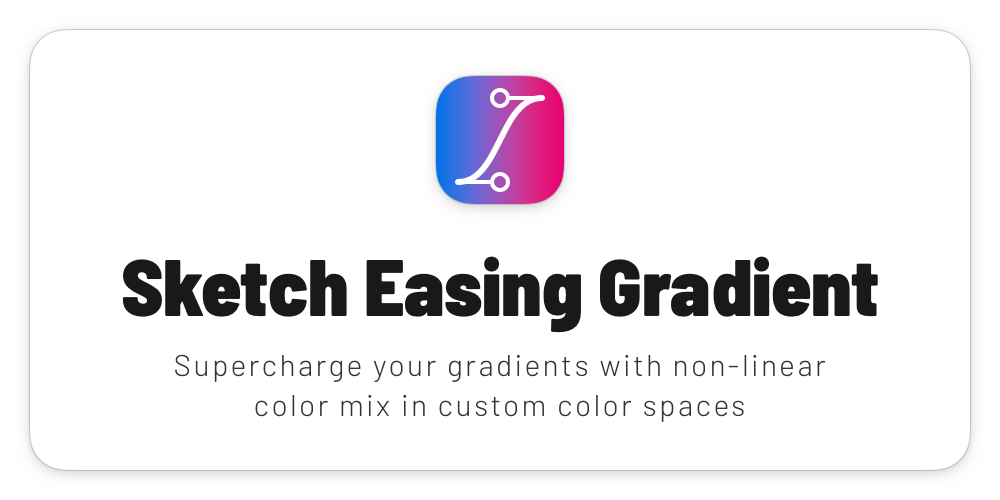 Sketch Easing Gradient
Supercharge your gradients with non-linear
color mix in custom color spaces